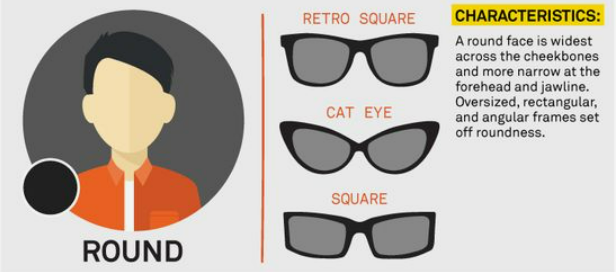 ROUND
RETRO SQUARE
CAT EYE
SQUARE
CHARACTERISTICS:
A round face is widest
across the cheekbones
and more narrow at the
forehead and jawline.
Oversized, rectangular,
and angular frames set
off roundness.